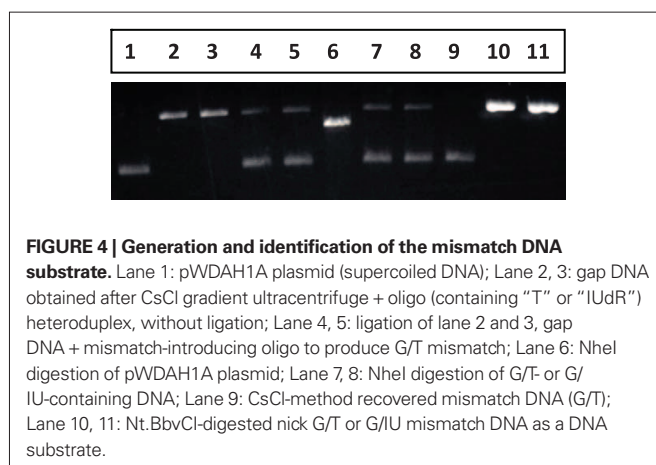 1 2 3 4 5 6 7 8 9 10 11
FIGURE 4 | Generation and identification of the mismatch DNA
substrate. Lane 1: pWDAH1A plasmid (supercoiled DNA); Lane 2, 3: gap DNA
obtained after CsCl gradient ultracentrifuge + oligo (containing “T” or “IUdR”)
heteroduplex, without ligation; Lane 4, 5: ligation of lane 2 and 3, gap
DNA + mismatch-introducing oligo to produce G/T mismatch; Lane 6: NheI
digestion of pWDAH1A plasmid; Lane 7, 8: NheI digestion of G/T- or G/
IU-containing DNA; Lane 9: CsCl-method recovered mismatch DNA (G/T);
Lane 10, 11: Nt.BbvCI-digested nick G/T or G/IU mismatch DNA as a DNA
substrate.